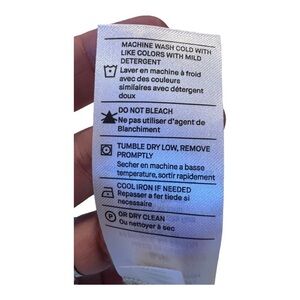 MACHINE WASH COLD WITH
LIKE COLORS WITH MILD
DETERGENT
Laver en machine à froid
avec des couleurs
similaires avec détergent
doux
DO NOT BLEACH
Ne pas utiliser d'agent de
Blanchiment
TUMBLE DRY LOW, REMOVE
PROMPTLY
Secher en machine a basse
temperature, sortir rapidement
COOL IRON IF NEEDED
Repasser a fer tiede si
necessaire
P
OR DRY CLEAN
Ou nettoyer à sec